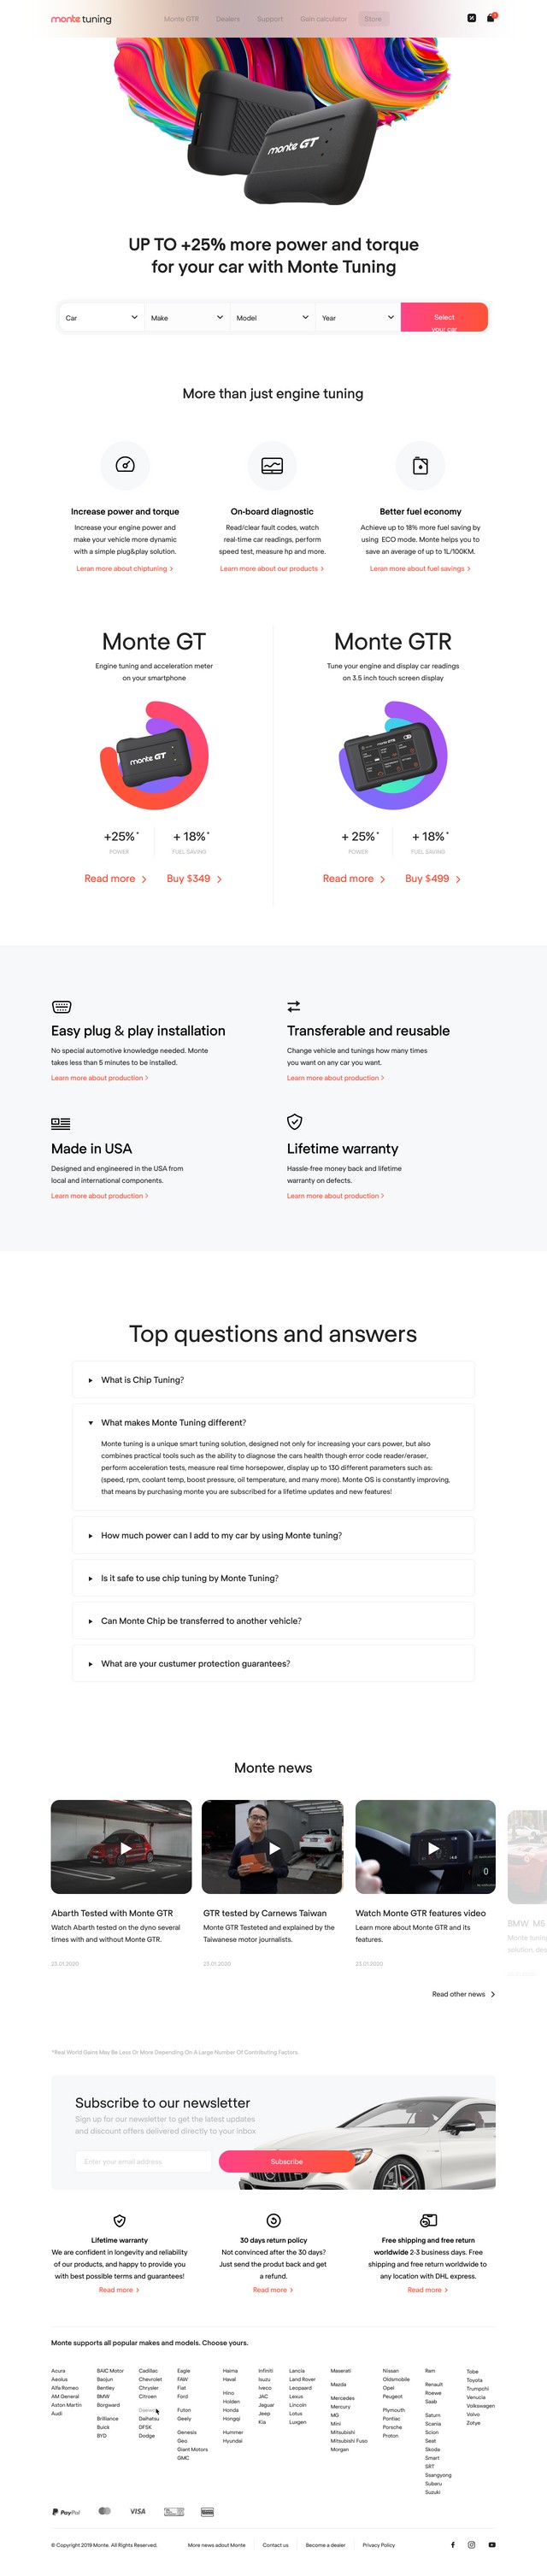 monte tuning
Monte GTR Dealers Support Gain calculator Store
monte GT
UP TO +25% more power and torque
for your car with Monte Tuning
Car Make Model Year Select
your car
More than just engine tuning
Increase power and torque
Increase your engine power and
make your vehicle more dynamic
with a simple plug&play solution.
Leran more about chiptuning
On-board diagnostic
Read/clear fault codes, watch
real-time car readings, perform
speed test, measure hp and more.
Learn more about our products
Better fuel economy
Achieve up to 18% more fuel saving by
using ECO mode. Monte helps you to
save an average of up to 1L/100KM.
Leran more about fuel savings
Monte GT
Engine tuning and acceleration meter
on your smartphone
monte GT
+25%*
POWER
+ 18%*
FUEL SAVING
Read more
Buy $349
Monte GTR
Tune your engine and display car readings
on 3.5 inch touch screen display
monte GTR
+ 25%*
POWER
+ 18%*
FUEL SAVING
Read more
Buy $499
Easy plug & play installation
No special automotive knowledge needed. Monte
takes less than 5 minutes to be installed.
Learn more about production
Transferable and reusable
Change vehicle and tunings how many times
you want on any car you want.
Learn more about production
Made in USA
Designed and engineered in the USA from
local and international components.
Learn more about production
Lifetime warranty
Hassle-free money back and lifetime
warranty on defects.
Learn more about production
Top questions and answers
What is Chip Tuning?
What makes Monte Tuning different?
Monte tuning is a unique smart tuning solution, designed not only for increasing your cars power, but also
combines practical tools such as the ability to diagnose the cars health though error code reader/eraser,
perform acceleration tests, measure real time horsepower, display up to 130 different parameters such as:
(speed, rpm, coolant temp, boost pressure, oil temperature, and many more). Monte OS is constantly improving,
that means by purchasing monte you are subscribed for a lifetime updates and new features!
How much power can I add to my car by using Monte tuning?
Is it safe to use chip tuning by Monte Tuning?
Can Monte Chip be transferred to another vehicle?
What are your custumer protection guarantees?
Monte news
Abarth Tested with Monte GTR
Watch Abarth tested on the dyno several
times with and without Monte GTR.
23.01.2020
GTR tested by Carnews Taiwan
Monte GTR Testeted and explained by the
Taiwanese motor journalists.
23.01.2020
Watch Monte GTR features video
Learn more about Monte GTR and its
features.
23.01.2020
BMW M5
Monte tuning
solution, des
Read other news
*Real World Gains May Be Less Or More Depending On A Large Number Of Contributing Factors.
Subscribe to our newsletter
Sign up for our newsletter to get the latest updates
and discount offers delivered directly to your inbox
Enter your email address
Subscribe
Lifetime warranty
We are confident in longevity and reliability
of our products, and happy to provide you
with best possible terms and guarantees!
Read more
30 days return policy
Not convinced after the 30 days?
Just send the product back and get
a refund.
Read more
Free shipping and free return
worldwide 2-3 business days. Free
shipping and free return worldwide to
any location with DHL express.
Read more
Monte supports all popular makes and models. Choose yours.
Acura
Aeolus
Alfa Romeo
AM General
Aston Martin
Audi
BAIC Motor
Baojun
Bentley
BMW
Borgward
Brilliance
Buick
BYD
Cadillac
Chevrolet
Chrysler
Citroen
Daihatsu
DFSK
Dodge
Eagle
FAW
Fiat
Ford
Futon
Geely
Genesis
Geo
Giant Motors
GMC
Haima
Haval
Hino
Holden
Honda
Hongqi
Hummer
Hyundai
Infiniti
Isuzu
Iveco
JAC
Jaguar
Jeep
Kia
Lancia
Land Rover
Leopaard
Lexus
Lincoln
Lotus
Luxgen
Maserati
Mazda
Mercedes
Mercury
MG
Mini
Mitsubishi
Mitsubishi Fuso
Morgan
Nissan
Oldsmobile
Opel
Peugeot
Plymouth
Pontiac
Porsche
Proton
Ram
Renault
Roewe
Saab
Saturn
Scania
Scion
Seat
Skoda
Smart
SRT
Ssangyong
Subaru
Suzuki
Tobe
Toyota
Trumpchi
Venucia
Volkswagen
Volvo
Zotye
PayPal VISA
© Copyright 2019 Monte. All Rights Reserved. More news adout Monte Contact us Become a dealer Privacy Policy